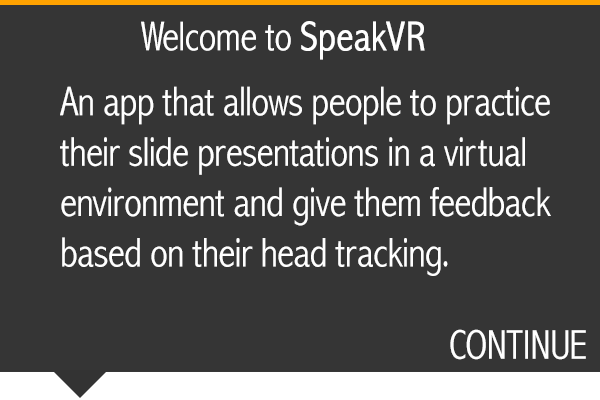 Welcome to SpeakVR
An app that allows people to practice
their slide presentations in a virtual
environment and give them feedback
based on their head tracking.
CONTINUE